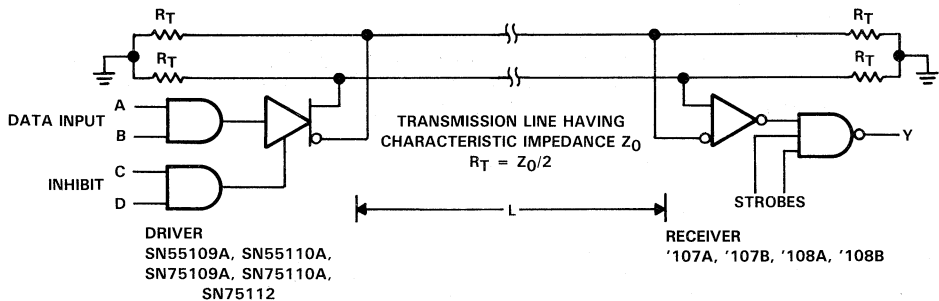 RT
RT
RT
RT
DATA INPUT
A
B
INHIBIT
C
D
TRANSMISSION LINE HAVING
CHARACTERISTIC IMPEDANCE Z0
RT = Z0/2
L
Y
STROBES
DRIVER
SN55109A, SN55110A,
SN75109A, SN75110A,
SN75112
RECEIVER
'107A, '107B, '108A, '108B